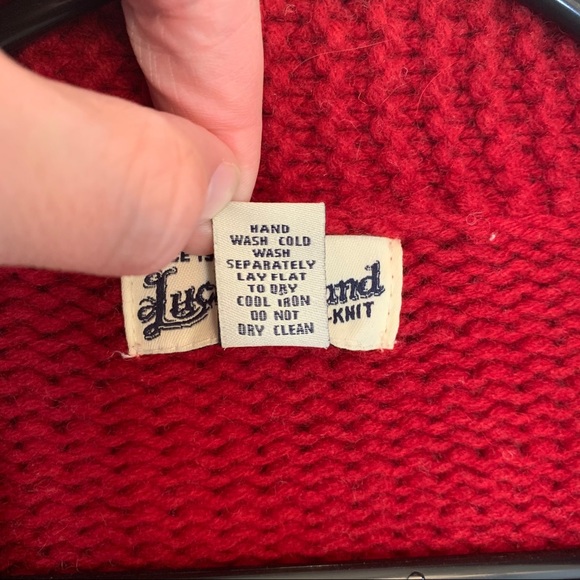 HAND
WASH COLD
WASH
SEPARATELY
LAY FLAT
TO DRY
COOL IRON
DO NOT
DRY CLEAN
-KNIT